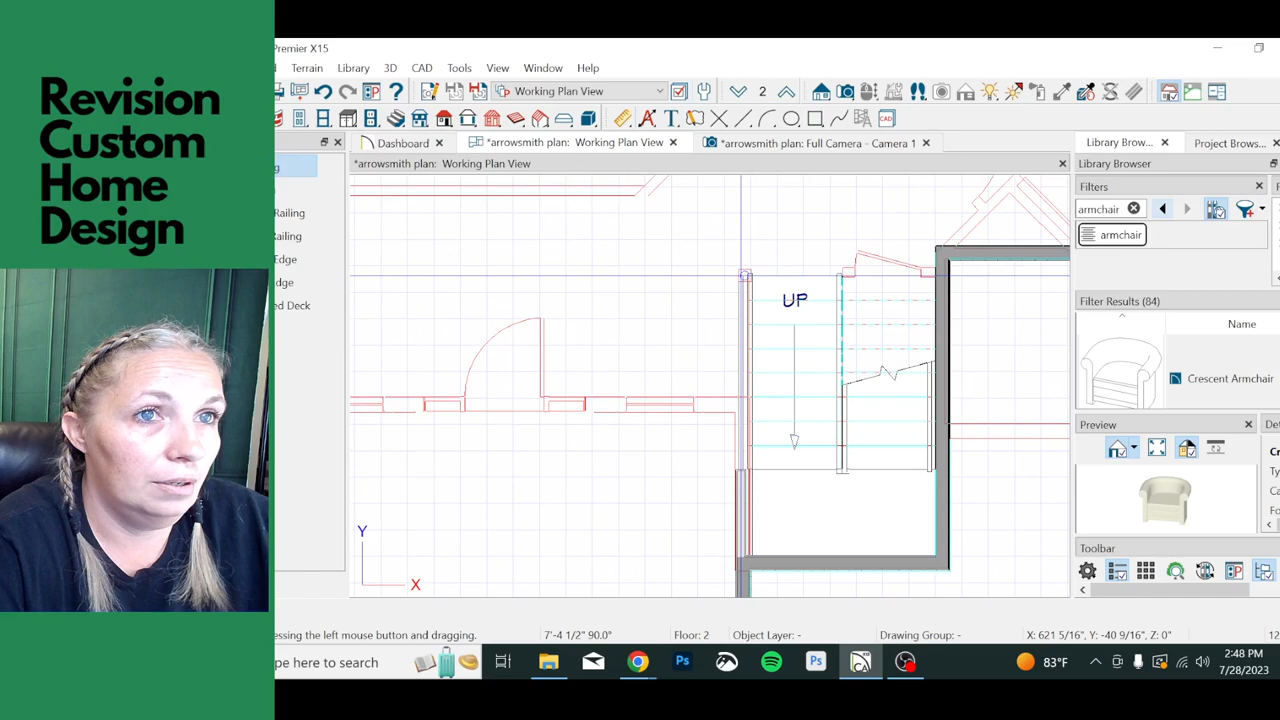 Revision
Custom
Home
Design
Premier X15
Terrain Library 3D CAD Tools View Window Help
Working Plan View
2
Dashboard
*arrowsmith plan: Working Plan View
*arrowsmith plan: Full Camera - Camera 1
Library Brow...
Project Brows...
*arrowsmith plan: Working Plan View
Library Browser
Filters
armchair
armchair
Railing
Railing
Edge
Edge
ed Deck
UP
Filter Results (84)
Name
Crescent Armchair
Preview
Toolbar
Y
X
essing the left mouse button and dragging.
7'-4 1/2" 90.0°
Floor: 2
Object Layer: -
Drawing Group: -
X: 621 5/16", Y: -40 9/16", Z: 0"
pe here to search
83°F
2:48 PM
7/28/2023